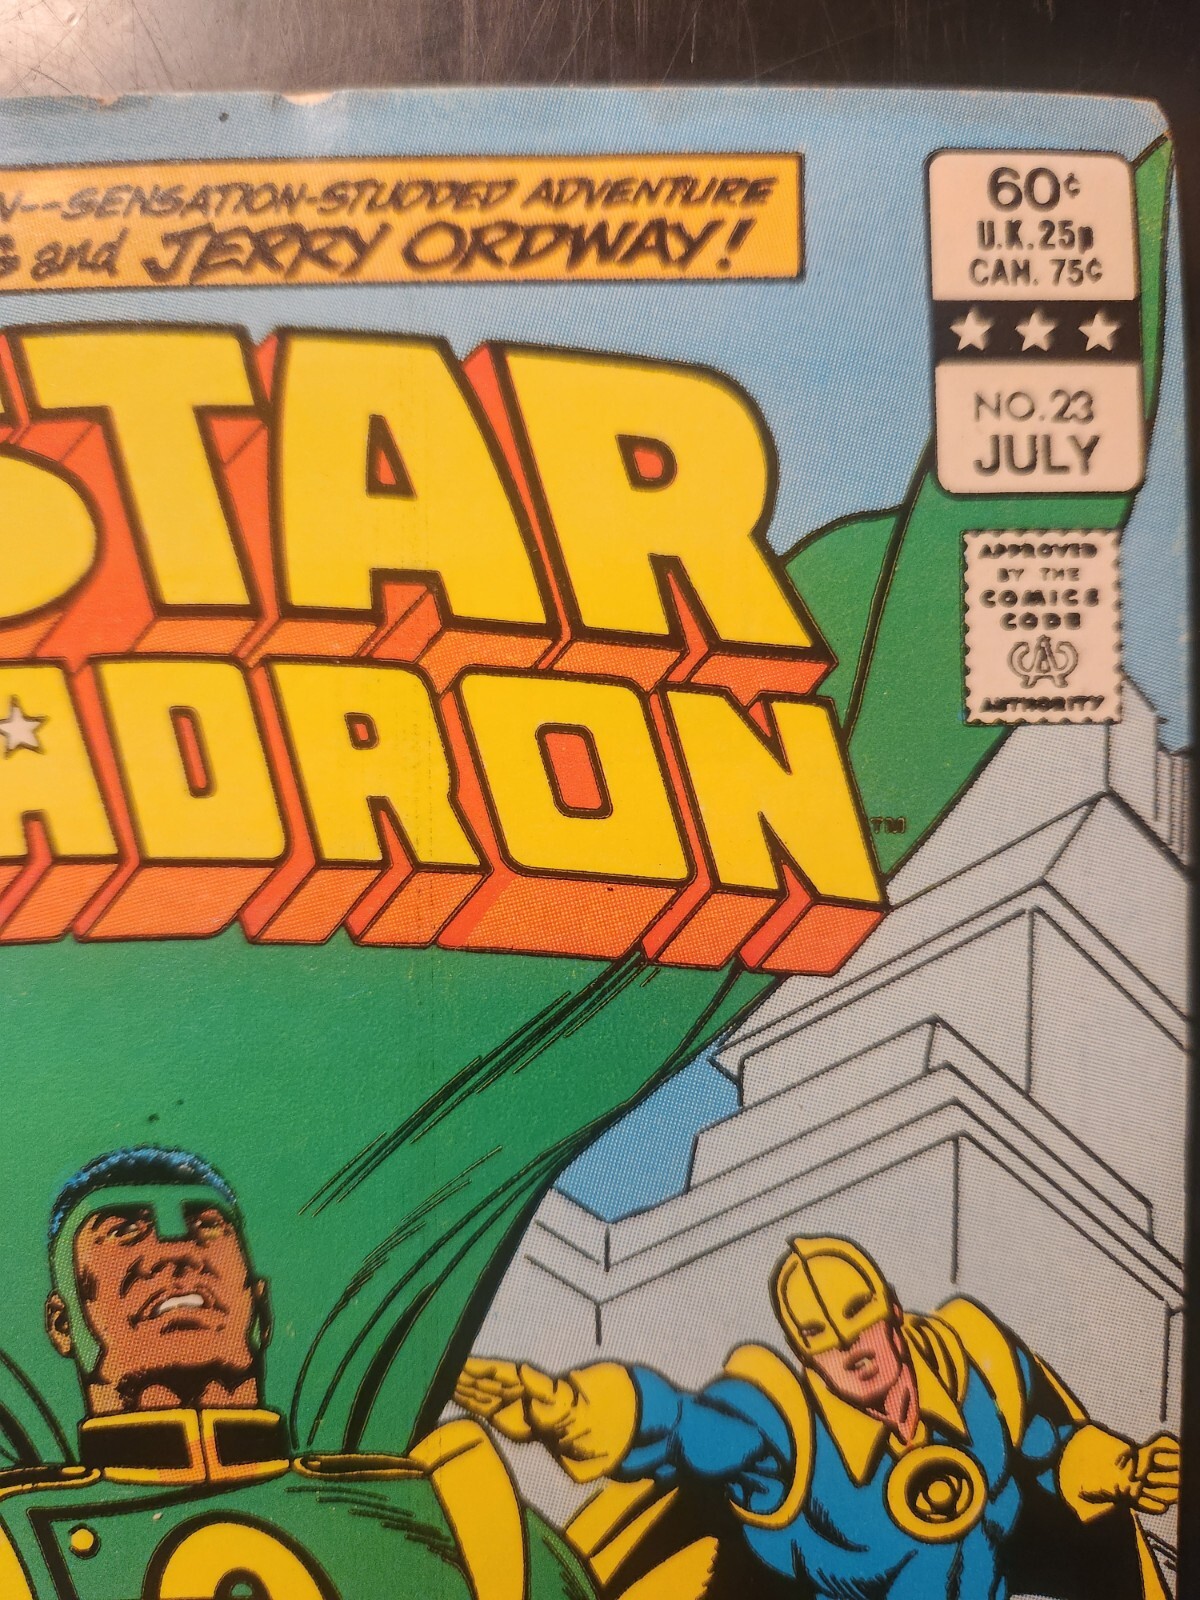 --SENSATION-STUDDED ADVENTURE
and JERRY ORDWAY!
60¢
U.K. 25p
CAN. 75¢
NO. 23
JULY
STAR
ADRON
TM
APPROVED
BY THE
COMICS
CODE
CA
AUTHORITY